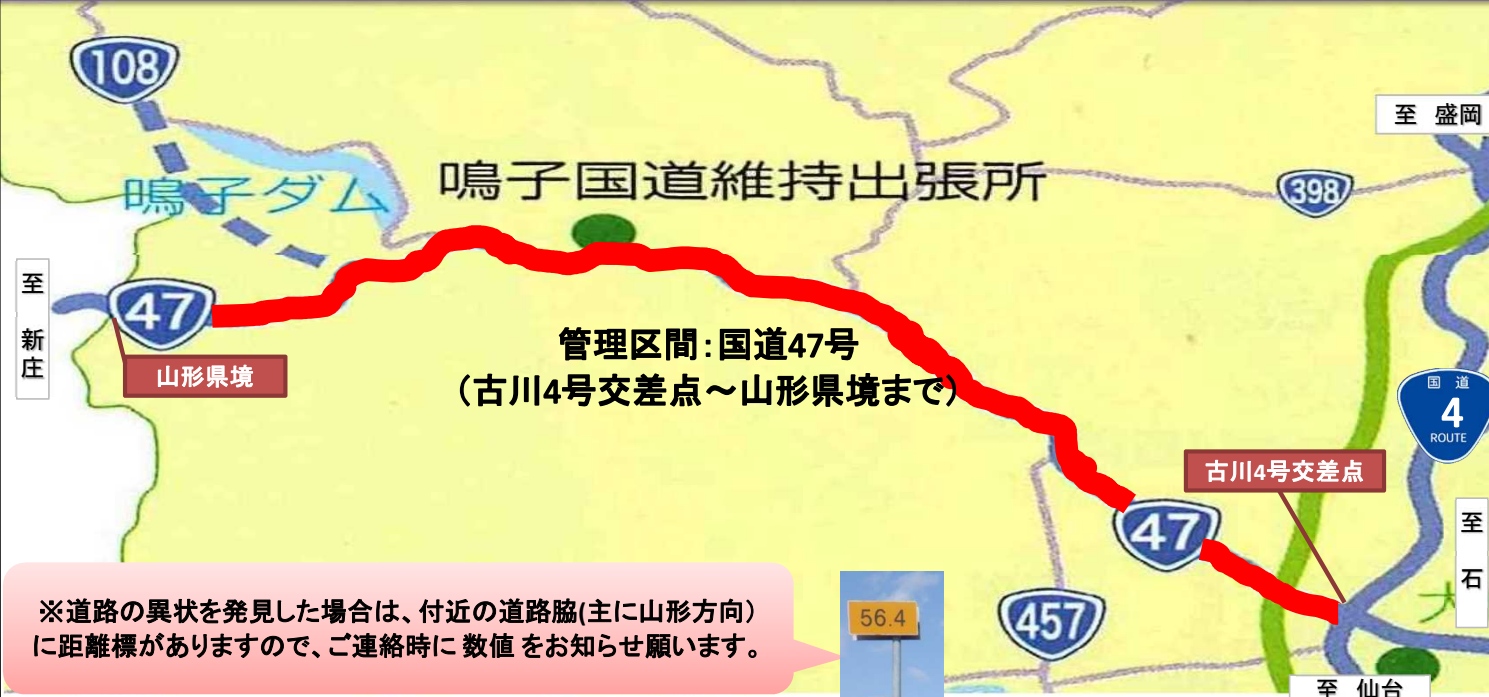 108
至 盛岡
鳴子ダム
鳴子国道維持出張所
398
至 新庄
47
山形県境
管理区間:国道47号
(古川4号交差点～山形県境まで)
国道
4
ROUTE
古川4号交差点
47
至 石
457
※道路の異状を発見した場合は、付近の道路脇(主に山形方向)
に距離標がありますので、ご連絡時に 数値 をお知らせ願います。
56.4
至 仙台